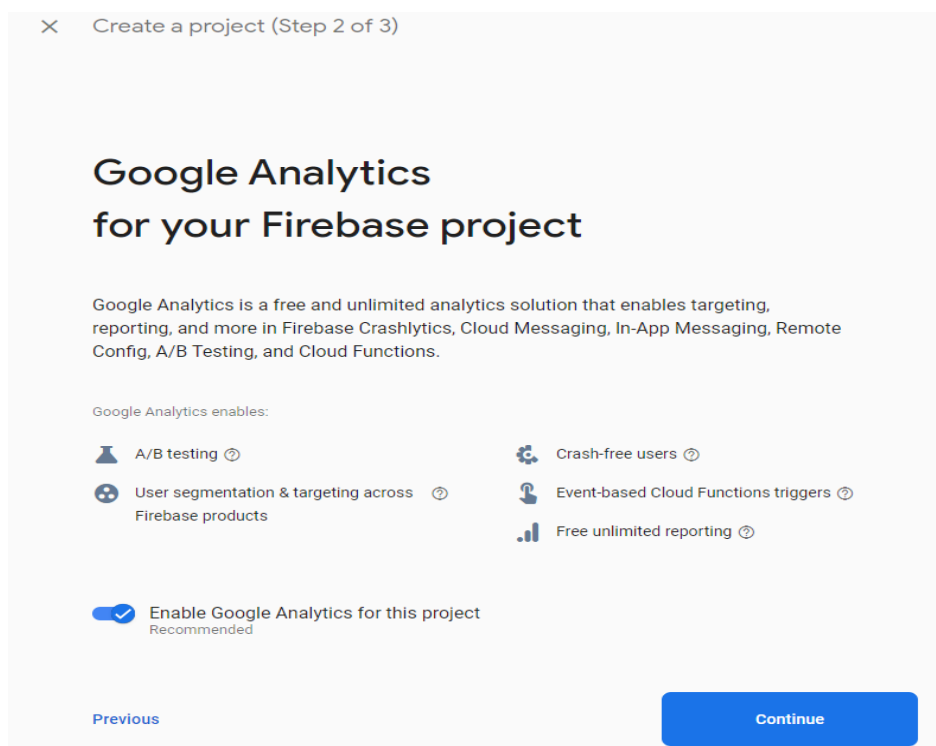 Create a project (Step 2 of 3)
Google Analytics
for your Firebase project
Google Analytics is a free and unlimited analytics solution that enables targeting,
reporting, and more in Firebase Crashlytics, Cloud Messaging, In-App Messaging, Remote
Config, A/B Testing, and Cloud Functions.
Google Analytics enables:
A/B testing
User segmentation & targeting across
Firebase products
Crash-free users
Event-based Cloud Functions triggers
Free unlimited reporting
Enable Google Analytics for this project
Recommended
Previous
Continue